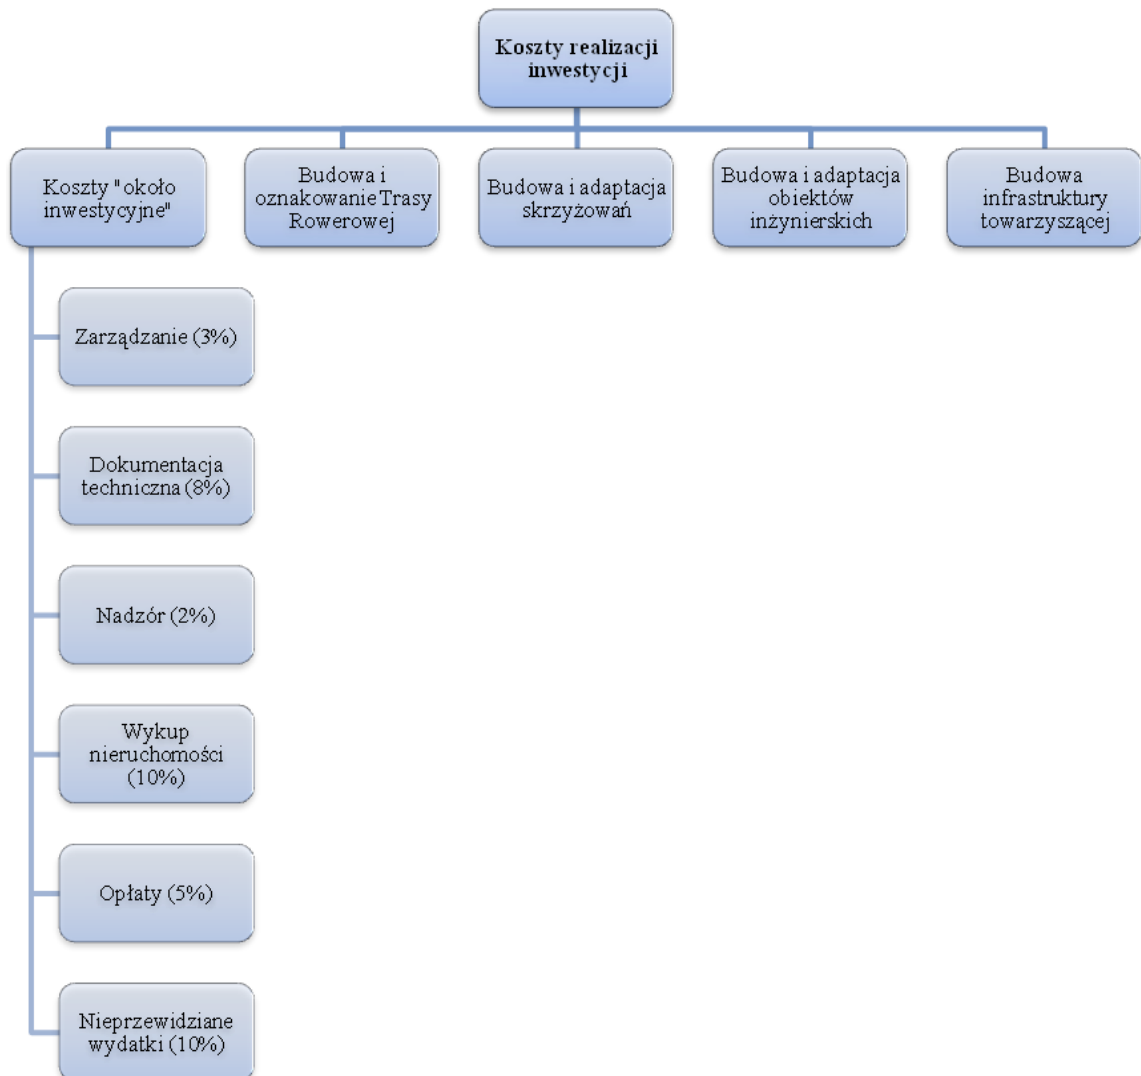 Koszty realizacji
inwestycji
Koszty "około
inwestycyjne"
Budowa i
oznakowanie Trasy
Rowerowej
Budowa i adaptacja
skrzyżowań
Budowa i adaptacja
obiektów
inżynierskich
Budowa
infrastruktury
towarzyszącej
Zarządzanie (3%)
Dokumentacja
techniczna (8%)
Nadzór (2%)
Wykup
nieruchomości
(10%)
Opłaty (5%)
Nieprzewidziane
wydatki (10%)